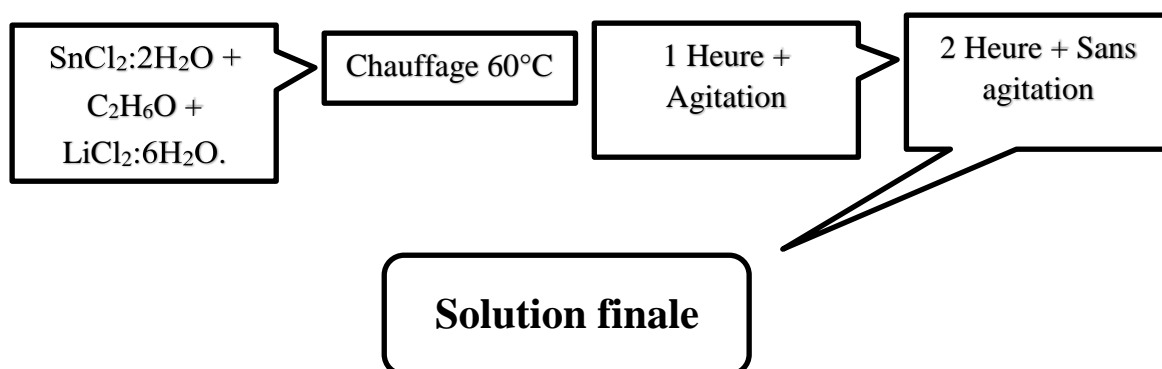 SnCl₂:2H₂O +
C₂H₆O +
LiCl₂:6H₂O.
Chauffage 60°C
1 Heure +
Agitation
2 Heure + Sans
agitation
Solution finale